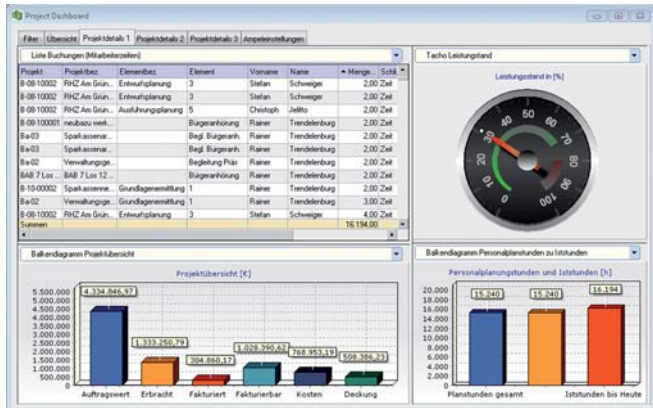 Project Dashboard
Filter Übersicht Projektdetails 1 Projektdetails 2 Projektdetails 3 Ampeleinstellungen
Liste Buchungen (Mitarbeiterzeiten)
Projekt Projektbez Elementbez Element Vorname Name Menge... Schlü
B-08-10002 RHZ Am Grün... Entwurfsplanung 3 Stefan Schweiger 2,00 Zeit
B-08-10002 RHZ Am Grün... Entwurfsplanung 3 Stefan Schweiger 2,00 Zeit
B-08-10002 RHZ Am Grün... Ausführungsplanung 5 Christoph Jelitto 2,00 Zeit
B-08-100001 neubazu werk... Bürgeranhörung Rainer Trendelenburg 2,00 Zeit
Ba-03 Sparkassenar... Begl. Bürgeranh. Rainer Trendelenburg 2,00 Zeit
Ba-03 Sparkassenar... Begl. Bürgeranh. Rainer Trendelenburg 2,00 Zeit
Ba-02 Verwaltungsge... Begleitung Präs Rainer Trendelenburg 2,00 Zeit
BAB 7 Los ... BAB 7 Los 12 ... Bürgeranhörung Rainer Trendelenburg 2,00 Zeit
B-10-00002 Sparkassenne... Grundlagenermittlung 1 Rainer Trendelenburg 2,00 Zeit
Ba-02 Verwaltungsge... Grundlagenermittlung 1 Rainer Trendelenburg 3,00 Zeit
B-08-10002 RHZ Am Grün... Entwurfsplanung 3 Stefan Schweiger 4,00 Zeit
Summen 16.194,00
Tacho Leistungstand
Leistungsstand in [%]
0 10 20 30 40 50 60 70 80 90 100
Balkendiagramm Projektübersicht
Projektübersicht [€]
5.500.000
5.000.000
4.500.000
4.000.000
3.500.000
3.000.000
2.500.000
2.000.000
1.500.000
1.000.000
500.000
0
4.334.846,97
1.333.250,79
304.860,17
1.028.390,62
768.953,19
508.386,23
Auftragswert Erbracht Fakturiert Fakturierbar Kosten Deckung
Balkendiagramm Personalplanstunden zu Iststunden
Personalplanungstunden und Iststunden [h]
20.000
18.000
16.000
14.000
12.000
10.000
8.000
6.000
4.000
2.000
0
15.240
15.240
16.194
Planstunden gesamt Iststunden bis Heute